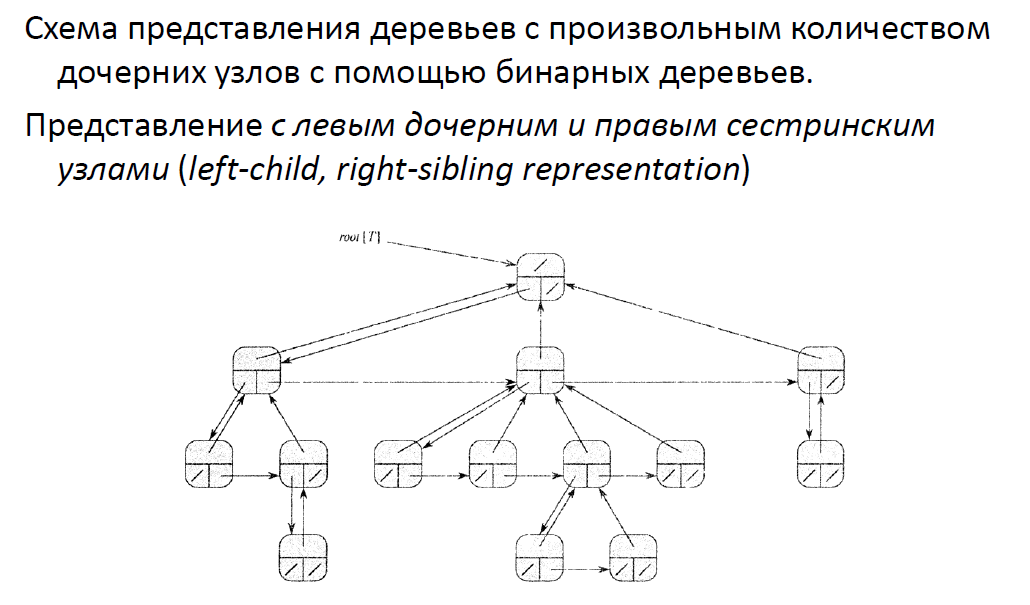 Схема представления деревьев с произвольным количеством
дочерних узлов с помощью бинарных деревьев.
Представление с левым дочерним и правым сестринским
узлами (left-child, right-sibling representation)
root[T]